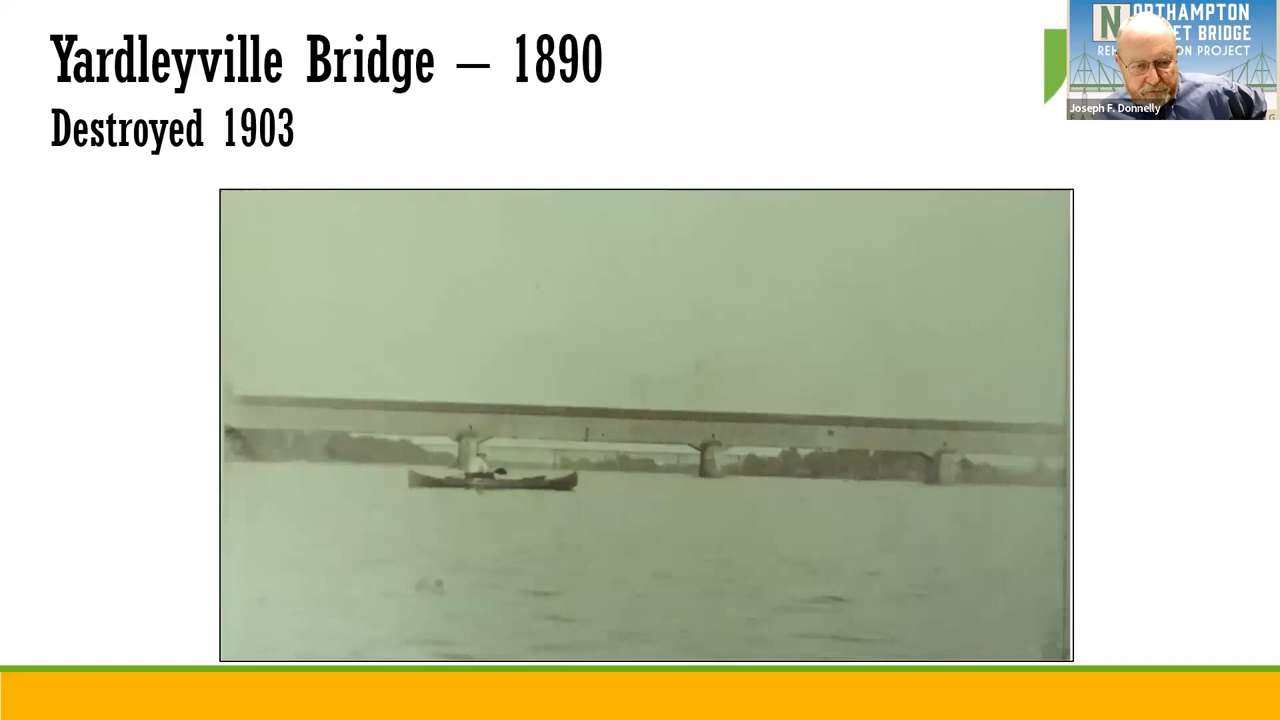 Yardleyville Bridge – 1890
Destroyed 1903
N
ORTHAMPTON
ET BRIDGE
REH ON PROJECT
Joseph F. Donnelly